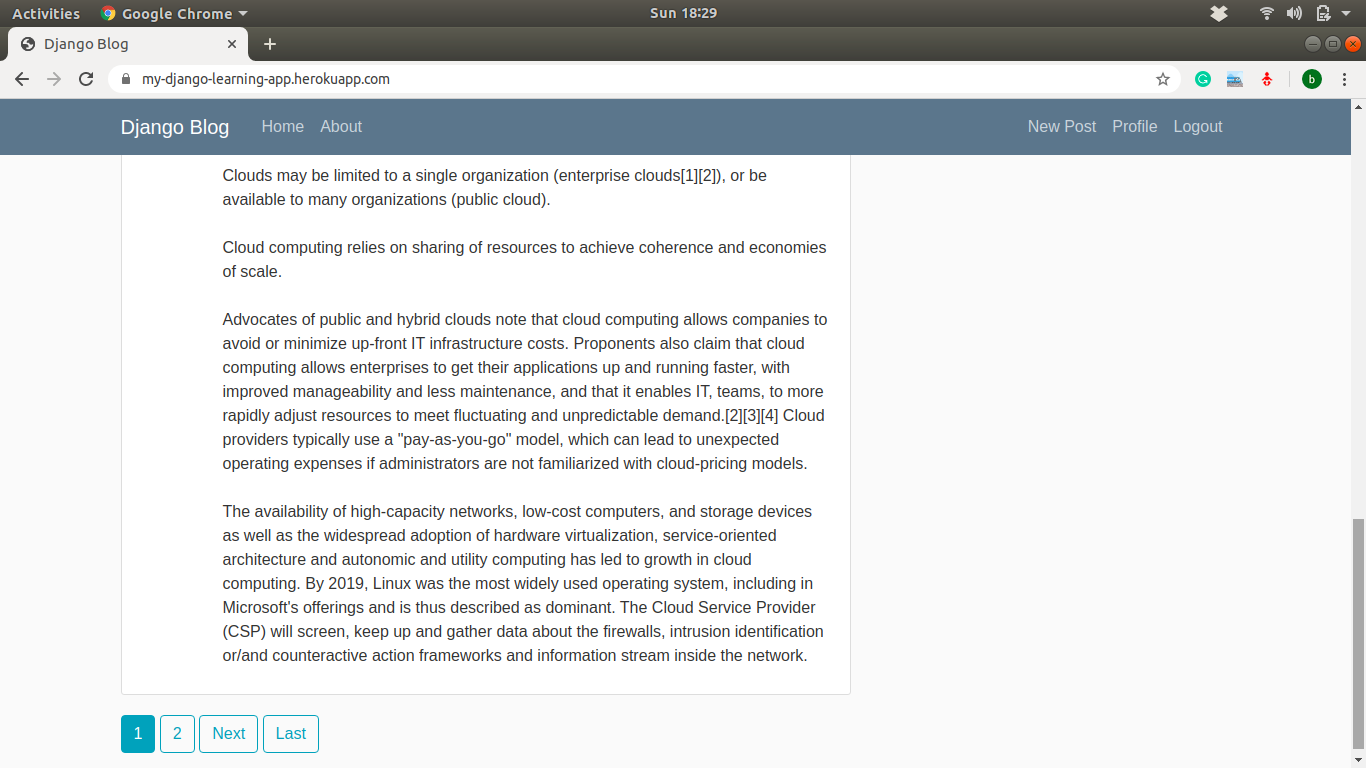 Activities Google Chrome Sun 18:29
Django Blog
my-django-learning-app.herokuapp.com b
Django Blog Home About New Post Profile Logout
Clouds may be limited to a single organization (enterprise clouds[1][2]), or be
available to many organizations (public cloud).
Cloud computing relies on sharing of resources to achieve coherence and economies
of scale.
Advocates of public and hybrid clouds note that cloud computing allows companies to
avoid or minimize up-front IT infrastructure costs. Proponents also claim that cloud
computing allows enterprises to get their applications up and running faster, with
improved manageability and less maintenance, and that it enables IT, teams, to more
rapidly adjust resources to meet fluctuating and unpredictable demand.[2][3][4] Cloud
providers typically use a "pay-as-you-go" model, which can lead to unexpected
operating expenses if administrators are not familiarized with cloud-pricing models.
The availability of high-capacity networks, low-cost computers, and storage devices
as well as the widespread adoption of hardware virtualization, service-oriented
architecture and autonomic and utility computing has led to growth in cloud
computing. By 2019, Linux was the most widely used operating system, including in
Microsoft's offerings and is thus described as dominant. The Cloud Service Provider
(CSP) will screen, keep up and gather data about the firewalls, intrusion identification
or/and counteractive action frameworks and information stream inside the network.
1 2 Next Last